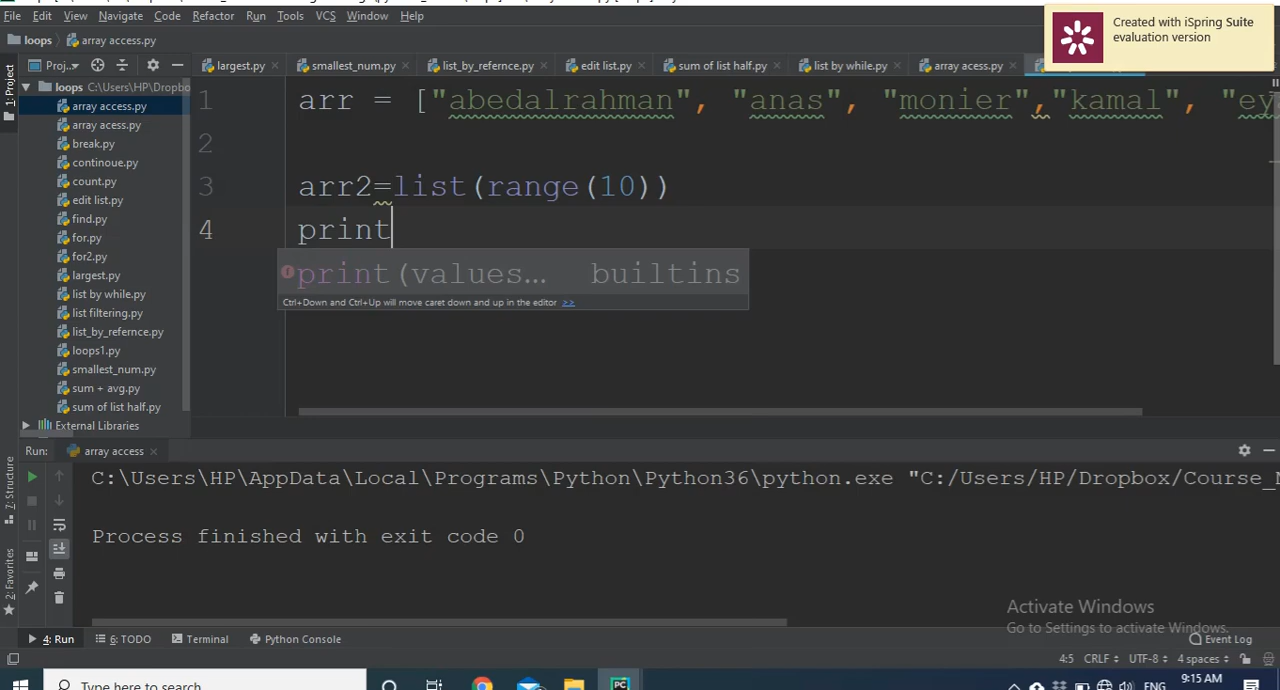 File Edit View Navigate Code Refactor Run Tools VCS Window Help
Created with iSpring Suite
evaluation version
loops array access.py
1: Project
Proj..
largest.py smallest_num.py list_by_refernce.py edit list.py sum of list half.py list by while.py array acess.py
loops C:\Users\HP\Dropbo
array access.py
array acess.py
break.py
continoue.py
count.py
edit list.py
find.py
for.py
for2.py
largest.py
list by while.py
list filtering.py
list_by_refernce.py
loops1.py
smallest_num.py
sum + avg.py
sum of list half.py
External Libraries
1 arr = ["abedalrahman", "anas", "monier","kamal", "ey
2
3 arr2=list(range(10))
4 print
print(values… builtins
Ctrl+Down and Ctrl+Up will move caret down and up in the editor >>
Run: array access
C:\Users\HP\AppData\Local\Programs\Python\Python36\python.exe "C:/Users/HP/Dropbox/Course_
Process finished with exit code 0
7: Structure
2: Favorites
Activate Windows
Go to Settings to activate Windows.
4: Run 6: TODO Terminal Python Console Event Log
4:5 CRLF UTF-8 4 spaces
Type here to search
ENG 9:15 AM